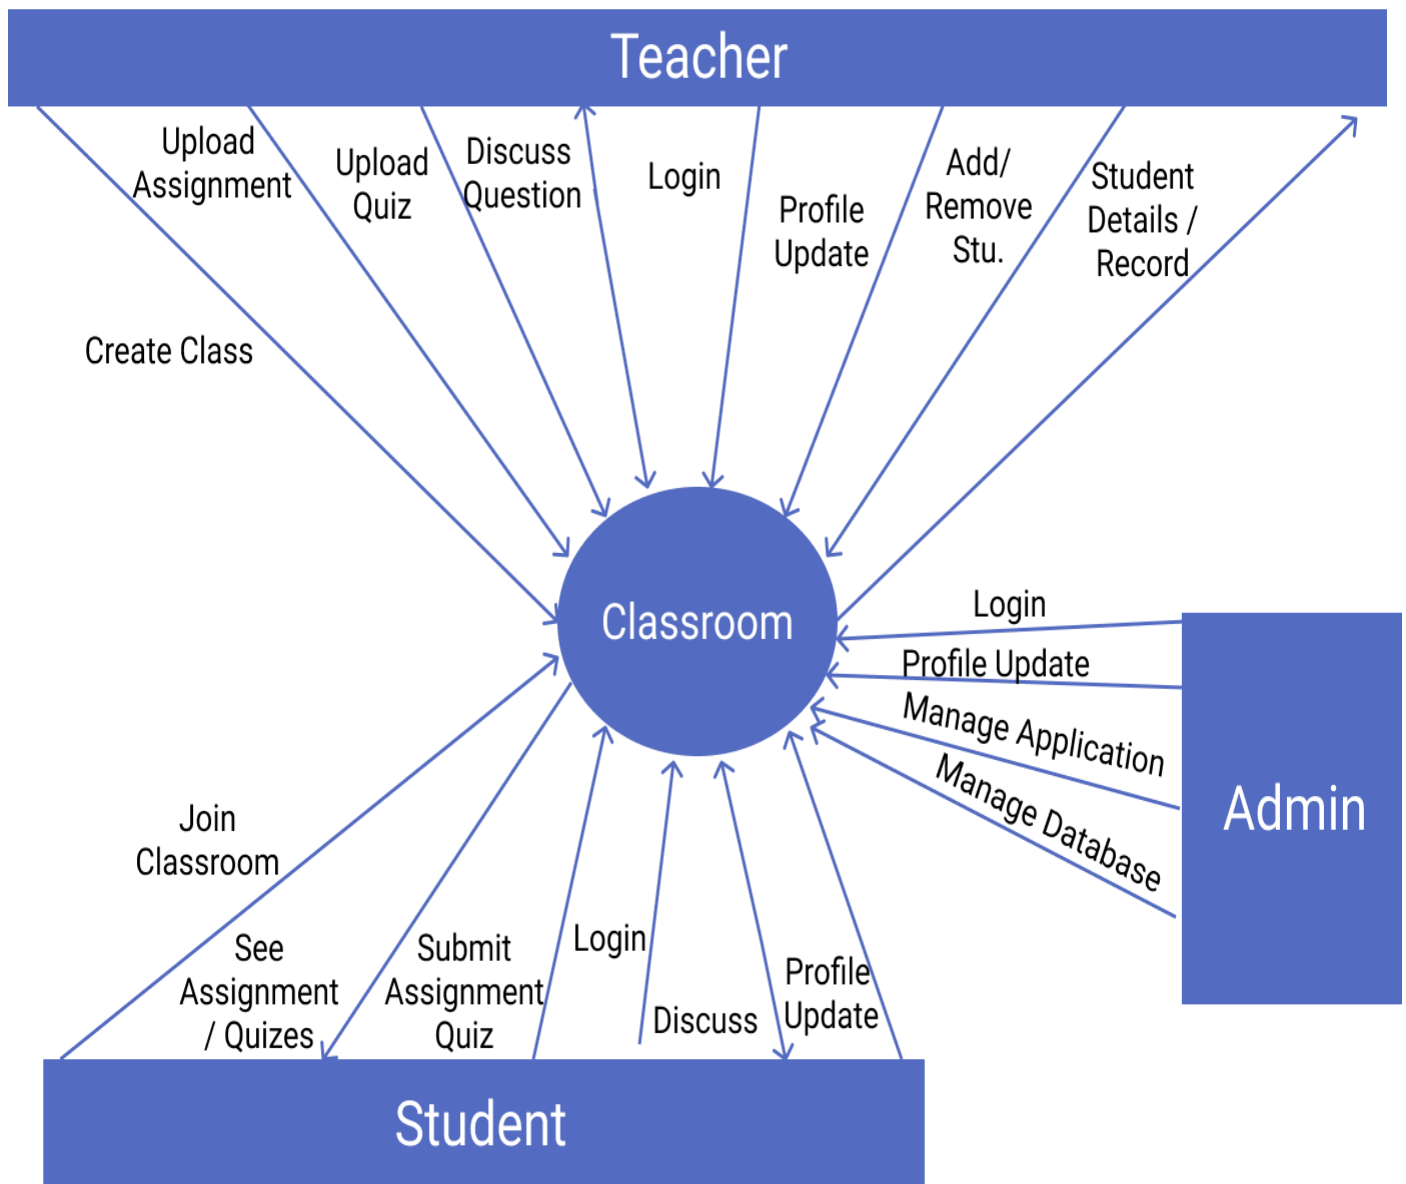 Teacher
Upload
Assignment
Upload
Quiz
Discuss
Question
Login
Profile
Update
Add/
Remove
Stu.
Student
Details /
Record
Create Class
Classroom
Login
Profile Update
Manage Application
Manage Database
Admin
Join
Classroom
See
Assignment
/ Quizes
Submit
Assignment
Quiz
Login
Discuss
Profile
Update
Student